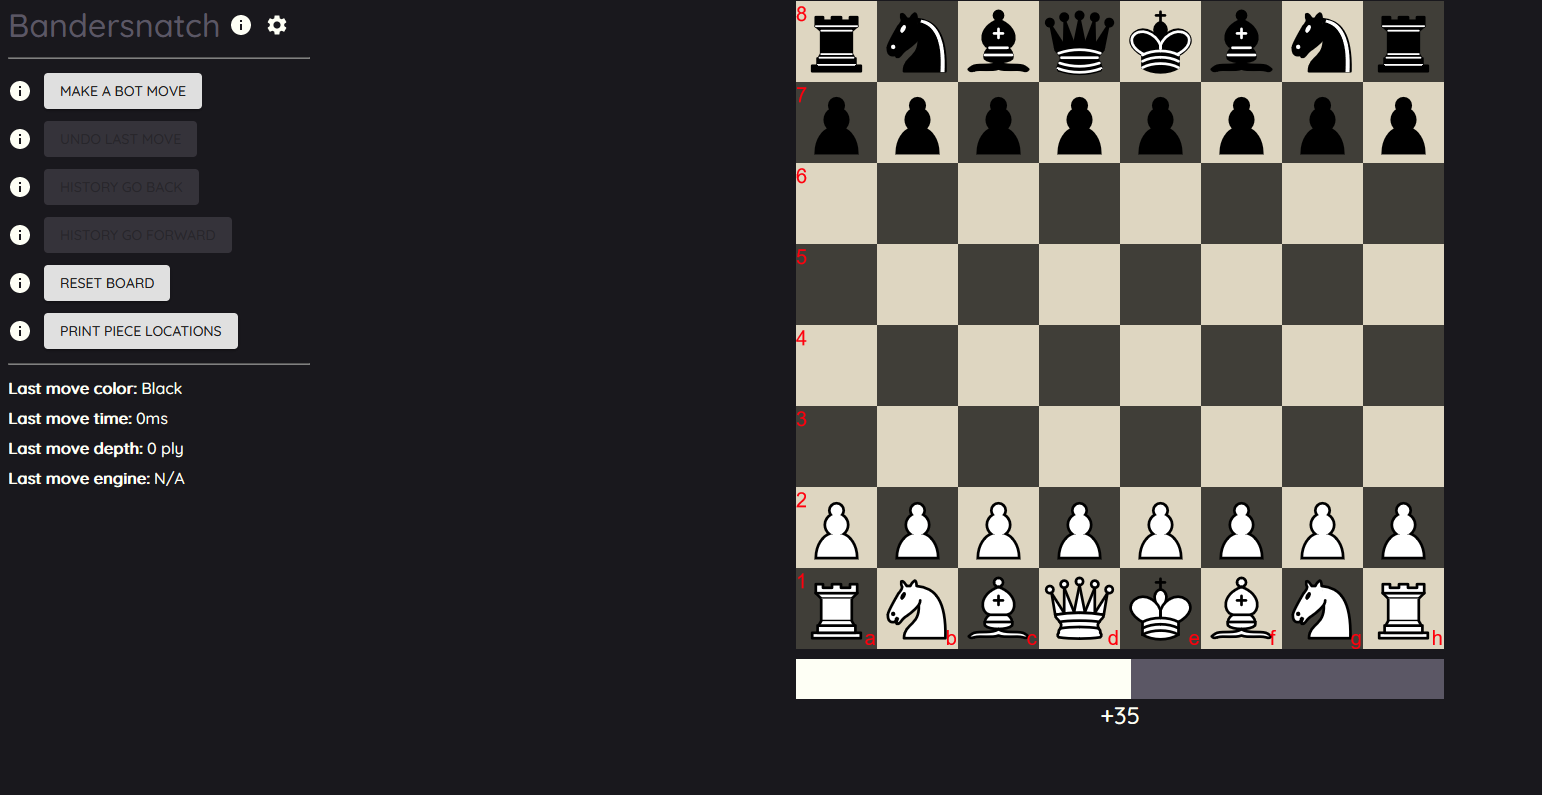 Bandersnatch
MAKE A BOT MOVE
UNDO LAST MOVE
HISTORY GO BACK
HISTORY GO FORWARD
RESET BOARD
PRINT PIECE LOCATIONS
Last move color: Black
Last move time: 0ms
Last move depth: 0 ply
Last move engine: N/A
8
7
6
5
4
3
2
1
a b c d e f g h
+35